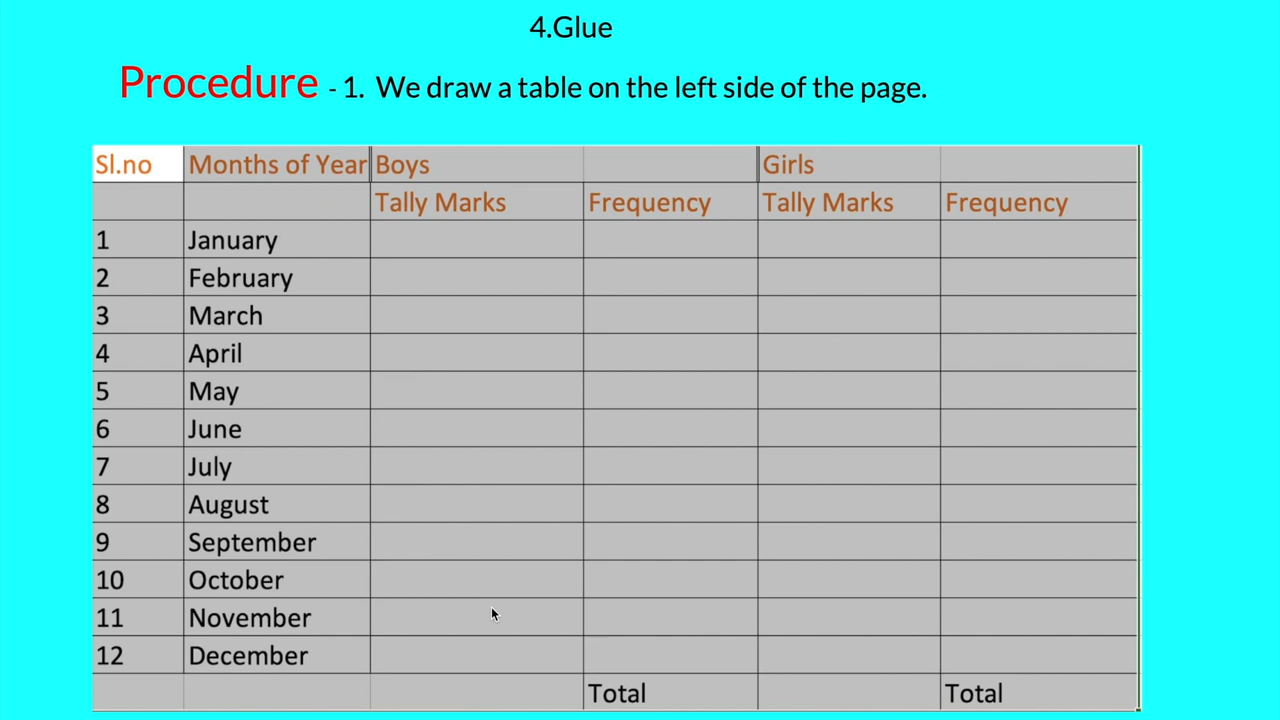 4.Glue
Procedure - 1. We draw a table on the left side of the page.
Sl.no Months of Year Boys Girls
Tally Marks Frequency Tally Marks Frequency
1 January
2 February
3 March
4 April
5 May
6 June
7 July
8 August
9 September
10 October
11 November
12 December
Total Total